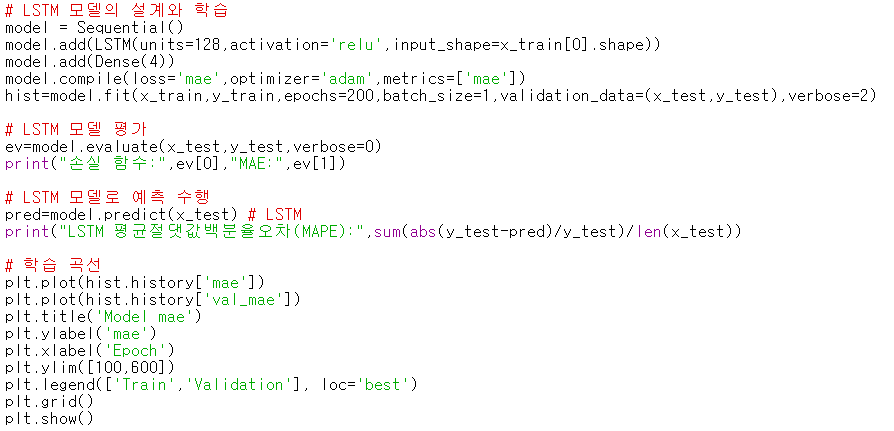 # LSTM 모델의 설계와 학습
model = Sequential()
model.add(LSTM(units=128,activation='relu',input_shape=x_train[0].shape))
model.add(Dense(4))
model.compile(loss='mae',optimizer='adam',metrics=['mae'])
hist=model.fit(x_train,y_train,epochs=200,batch_size=1,validation_data=(x_test,y_test),verbose=2)
# LSTM 모델 평가
ev=model.evaluate(x_test,y_test,verbose=0)
print("손실 함수:",ev[0],"MAE:",ev[1])
# LSTM 모델로 예측 수행
pred=model.predict(x_test) # LSTM
print("LSTM 평균절댓값백분율오차(MAPE):",sum(abs(y_test-pred)/y_test)/len(x_test))
# 학습 곡선
plt.plot(hist.history['mae'])
plt.plot(hist.history['val_mae'])
plt.title('Model mae')
plt.ylabel('mae')
plt.xlabel('Epoch')
plt.ylim([100,600])
plt.legend(['Train','Validation'], loc='best')
plt.grid()
plt.show()